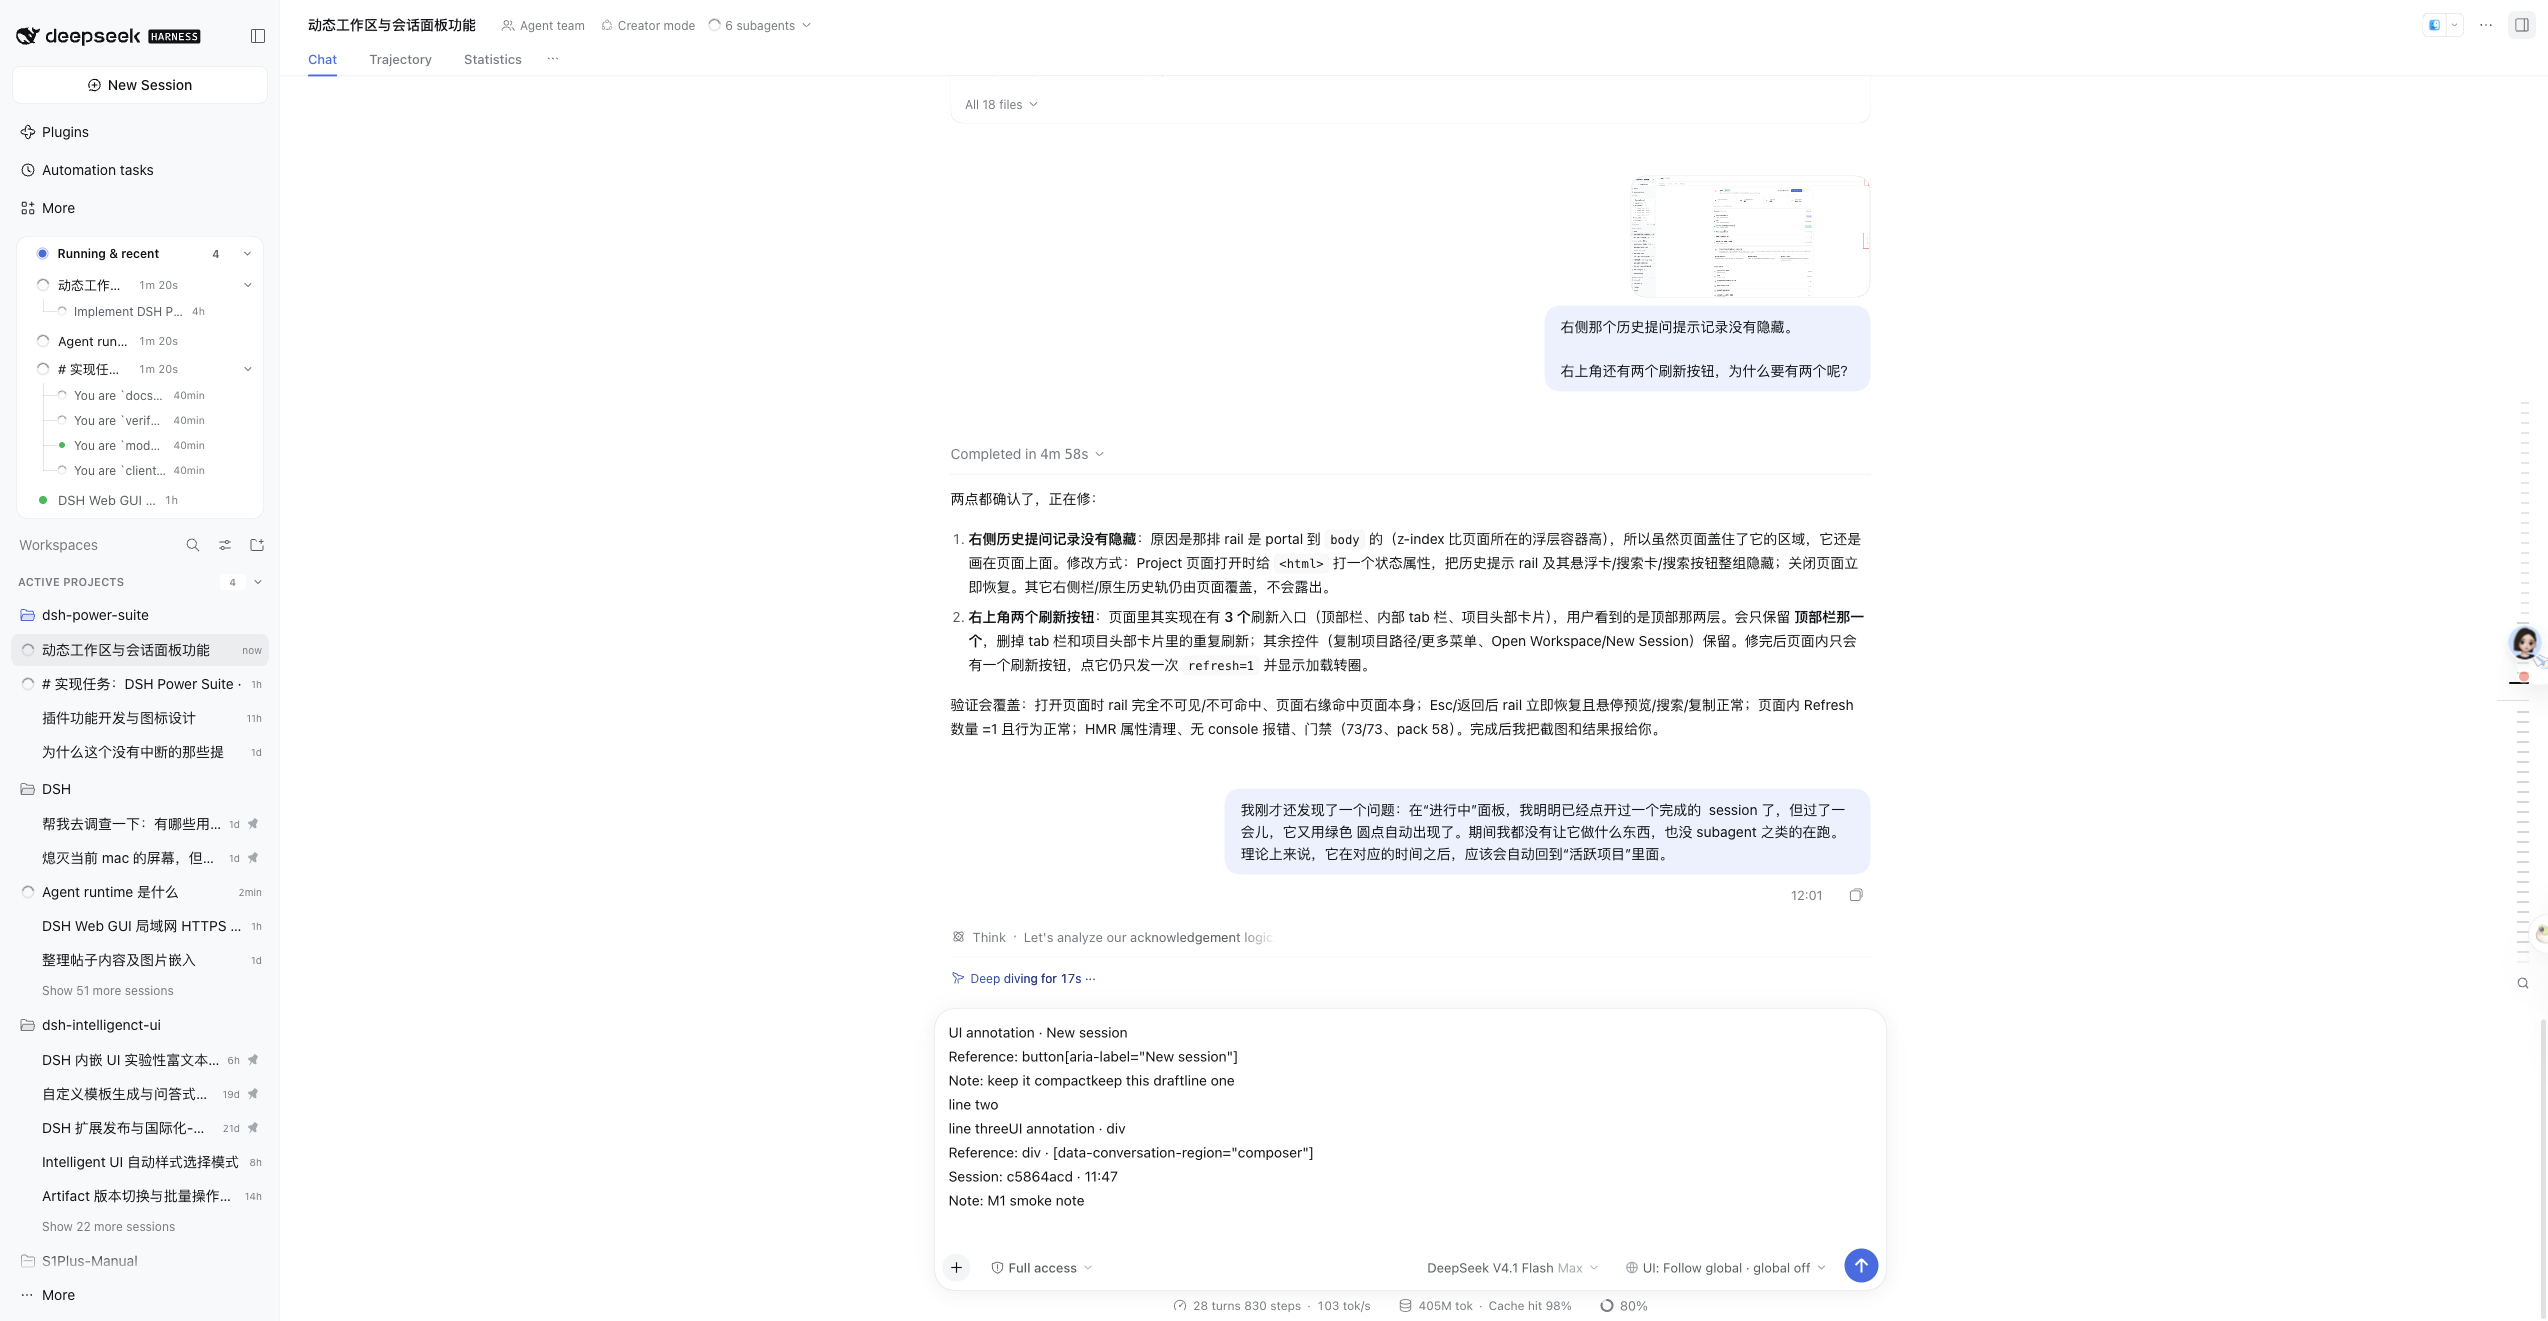 deepseek HARNESS
New Session
Plugins
Automation tasks
More
Running & recent 4
动态工作... 1m 20s
Implement DSH P... 4h
Agent run... 1m 20s
# 实现任... 1m 20s
You are `docs... 40min
You are `verif... 40min
You are `mod... 40min
You are `client... 40min
DSH Web GUI ... 1h
Workspaces
ACTIVE PROJECTS 4
dsh-power-suite
动态工作区与会话面板功能 now
# 实现任务：DSH Power Suite · 1h
插件功能开发与图标设计 11h
为什么这个没有中断的那些提 1d
DSH
帮我去调查一下：有哪些用... 1d
熄灭当前 mac 的屏幕，但... 1d
Agent runtime 是什么 2min
DSH Web GUI 局域网 HTTPS ... 1h
整理帖子内容及图片嵌入 1d
Show 51 more sessions
dsh-intelligenct-ui
DSH 内嵌 UI 实验性富文本... 6h
自定义模板生成与问答式... 19d
DSH 扩展发布与国际化-... 21d
Intelligent UI 自动样式选择模式 8h
Artifact 版本切换与批量操作... 14h
Show 22 more sessions
S1Plus-Manual
More
动态工作区与会话面板功能 Agent team Creator mode 6 subagents
Chat Trajectory Statistics
All 18 files
右侧那个历史提问提示记录没有隐藏。
右上角还有两个刷新按钮，为什么要有两个呢？
Completed in 4m 58s
两点都确认了，正在修：
1. 右侧历史提问记录没有隐藏：原因是那排 rail 是 portal 到 body 的（z-index 比页面所在的浮层容器高），所以虽然页面盖住了它的区域，它还是
画在页面上面。修改方式：Project 页面打开时给 <html> 打一个状态属性，把历史提示 rail 及其悬浮卡/搜索卡/搜索按钮整组隐藏；关闭页面立
即恢复。其它右侧栏/原生历史轨仍由页面覆盖，不会露出。
2. 右上角两个刷新按钮：页面里其实现在有 3 个刷新入口（顶部栏、内部 tab 栏、项目头部卡片），用户看到的是顶部那两层。会只保留 顶部栏那一
个，删掉 tab 栏和项目头部卡片里的重复刷新；其余控件（复制项目路径/更多菜单、Open Workspace/New Session）保留。修完后页面内只会
有一个刷新按钮，点它仍只发一次 refresh=1 并显示加载转圈。
验证会覆盖：打开页面时 rail 完全不可见/不可命中、页面右缘命中页面本身；Esc/返回后 rail 立即恢复且悬停预览/搜索/复制正常；页面内 Refresh
数量 =1 且行为正常；HMR 属性清理、无 console 报错、门禁（73/73、pack 58）。完成后我把截图和结果报给你。
我刚才还发现了一个问题：在“进行中”面板，我明明已经点开过一个完成的 session 了，但过了一
会儿，它又用绿色 圆点自动出现了。期间我都没有让它做什么东西，也没 subagent 之类的在跑。
理论上来说，它在对应的时间之后，应该会自动回到“活跃项目”里面。
12:01
Think · Let's analyze our acknowledgement logic
Deep diving for 17s ···
UI annotation · New session
Reference: button[aria-label="New session"]
Note: keep it compactkeep this draftline one
line two
line threeUI annotation · div
Reference: div · [data-conversation-region="composer"]
Session: c5864acd · 11:47
Note: M1 smoke note
Full access DeepSeek V4.1 Flash Max UI: Follow global · global off
28 turns 830 steps · 103 tok/s 405M tok · Cache hit 98% 80%